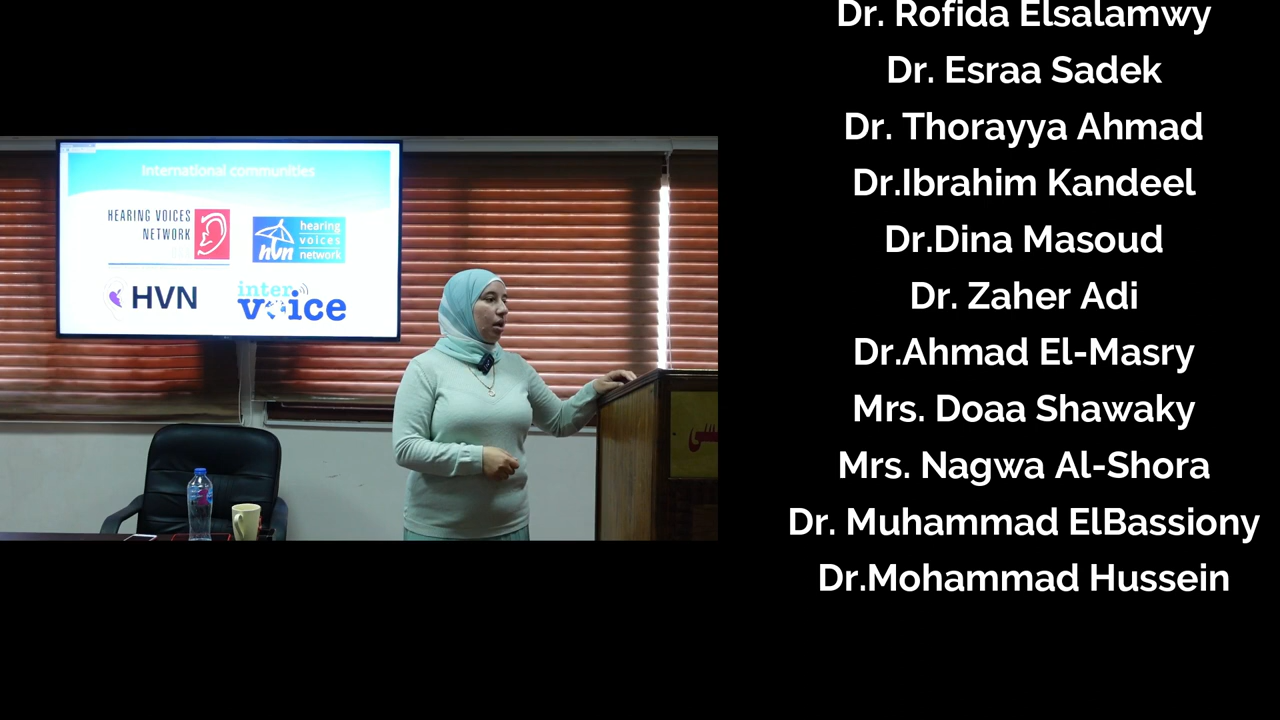 International communities
HEARING VOICES
NETWORK
hearing
voices
network
hvn
HVN
inter
voice
Dr. Rofida Elsalamwy
Dr. Esraa Sadek
Dr. Thorayya Ahmad
Dr.Ibrahim Kandeel
Dr.Dina Masoud
Dr. Zaher Adi
Dr.Ahmad El-Masry
Mrs. Doaa Shawaky
Mrs. Nagwa Al-Shora
Dr. Muhammad ElBassiony
Dr.Mohammad Hussein